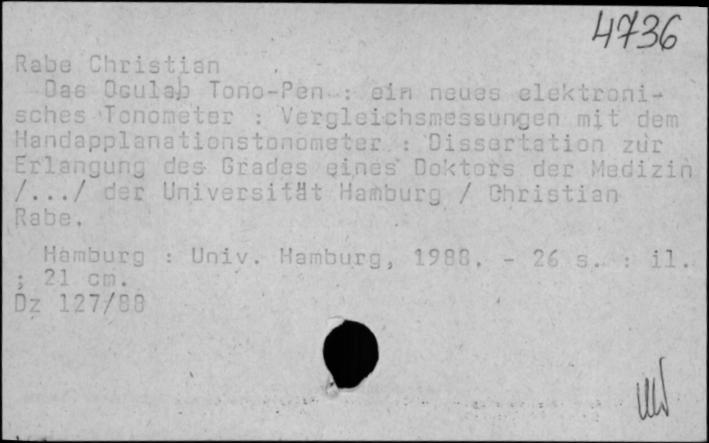 4736
Rabe Christian
Das Oculab Tono-Pen : ein neues elektroni-
sches Tonometer : Vergleichsmessungen mit dem
Handapplanationstonometer : Dissertation zur
Erlangung des Grades eines Doktors der Medizin
/.../ der Universität Hamburg / Christian
Rabe.
Hamburg : Univ. Hamburg, 1988. - 26 s. : il.
; 21 cm.
Dz 127/88